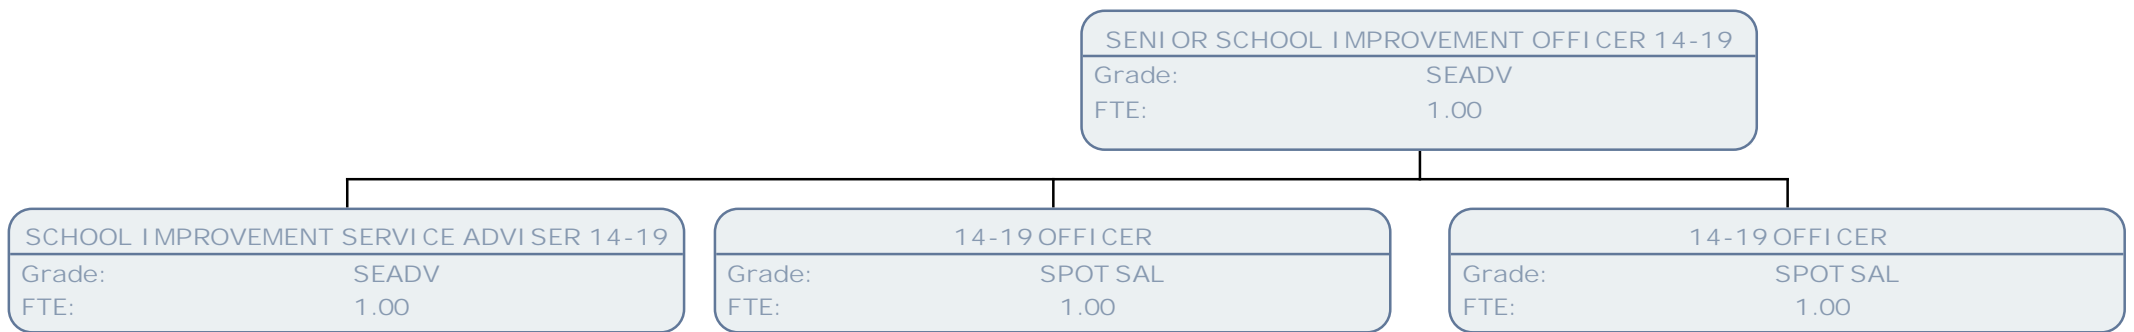 SENIOR SCHOOL IMPROVEMENT OFFICER 14-19
Grade: SEADV
FTE: 1.00
SCHOOL IMPROVEMENT SERVICE ADVISER 14-19
Grade: SEADV
FTE: 1.00
14-19 OFFICER
Grade: SPOT SAL
FTE: 1.00
14-19 OFFICER
Grade: SPOT SAL
FTE: 1.00